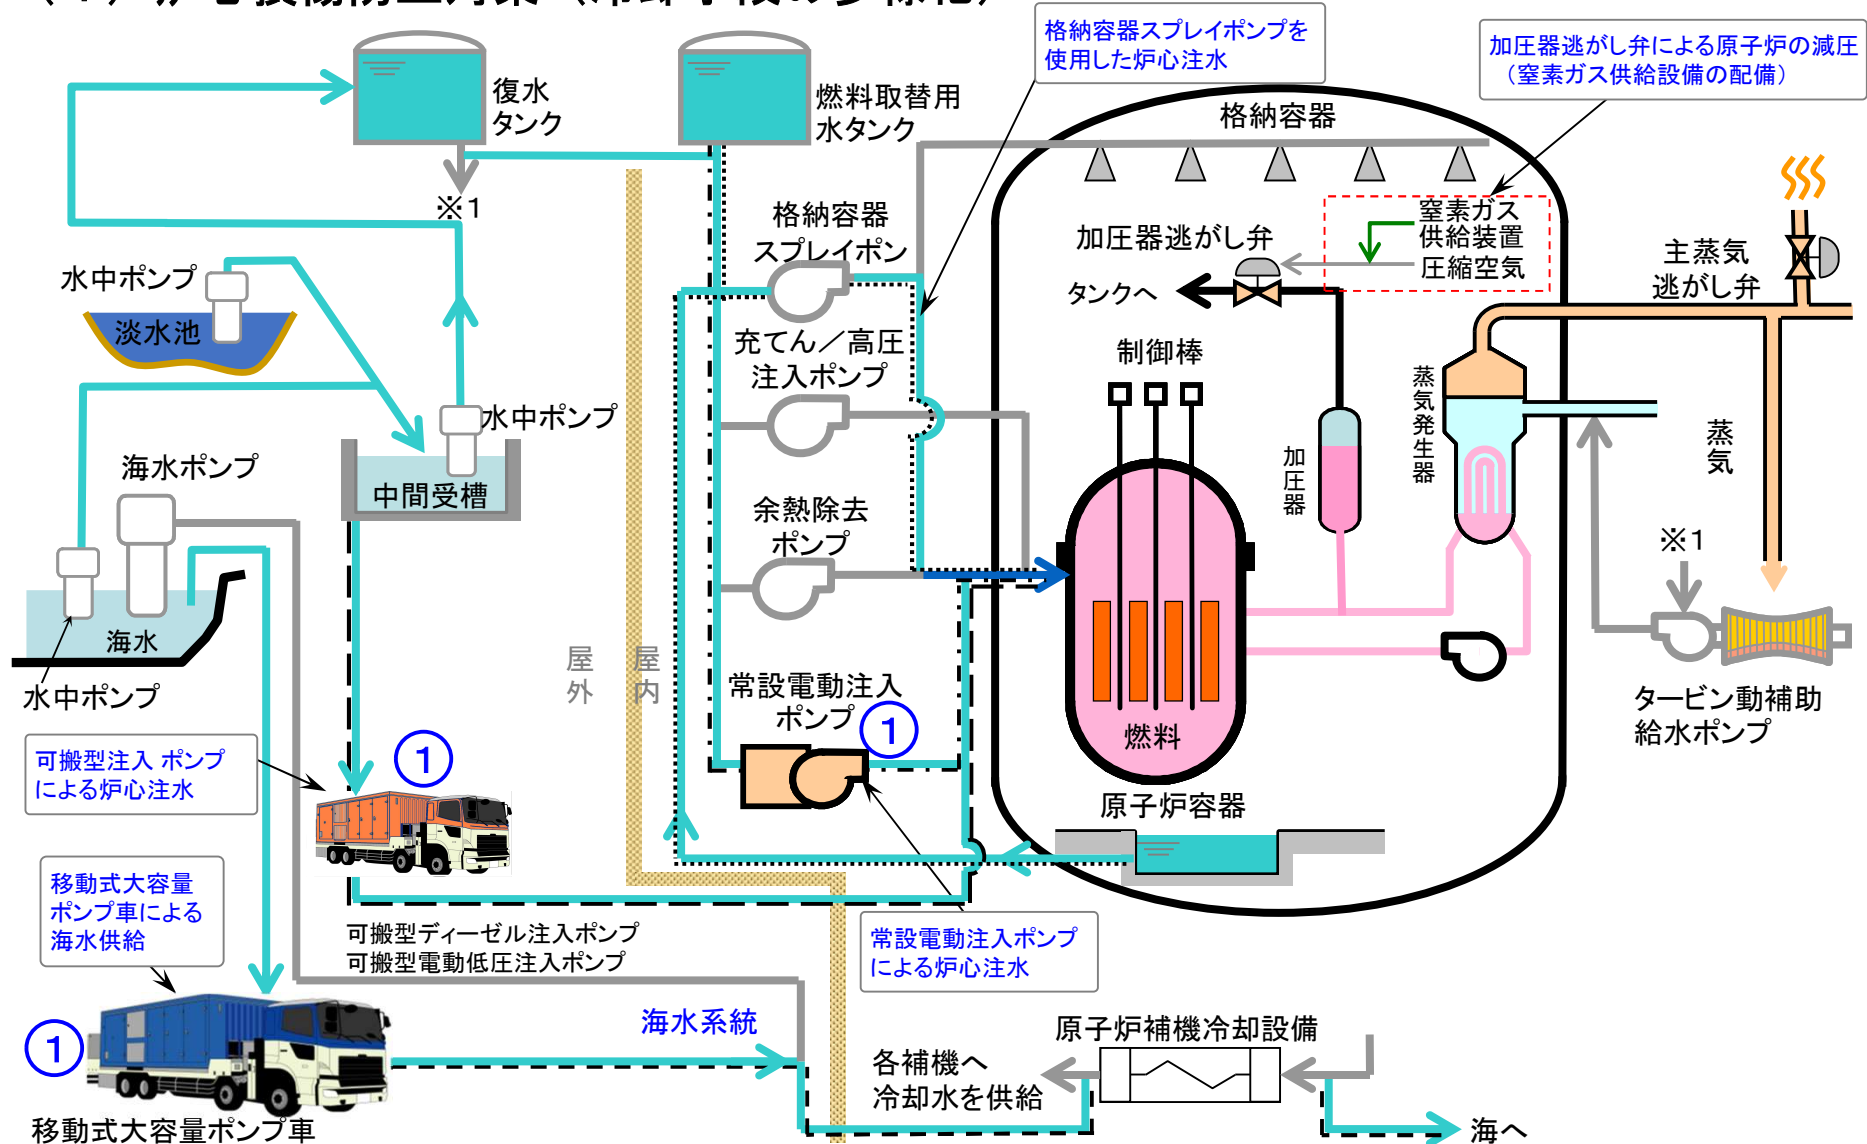 格納容器スプレイポンプを
使用した炉心注水
加圧器逃がし弁による原子炉の減圧
（窒素ガス供給設備の配備）
復水
タンク
燃料取替用
水タンク
格納容器
※1
格納容器
スプレイポン
窒素ガス
供給装置
圧縮空気
加圧器逃がし弁
タンクへ
主蒸気
逃がし弁
水中ポンプ
淡水池
充てん／高圧
注入ポンプ
制御棒
蒸気発生器
水中ポンプ
蒸気
海水ポンプ
中間受槽
加圧器
余熱除去
ポンプ
※1
海水
屋外
屋内
水中ポンプ
常設電動注入
ポンプ
①
タービン動補助
給水ポンプ
燃料
可搬型注入 ポンプ
による炉心注水
①
原子炉容器
移動式大容量
ポンプ車による
海水供給
可搬型ディーゼル注入ポンプ
可搬型電動低圧注入ポンプ
常設電動注入ポンプ
による炉心注水
海水系統
原子炉補機冷却設備
①
各補機へ
冷却水を供給
移動式大容量ポンプ車
海へ